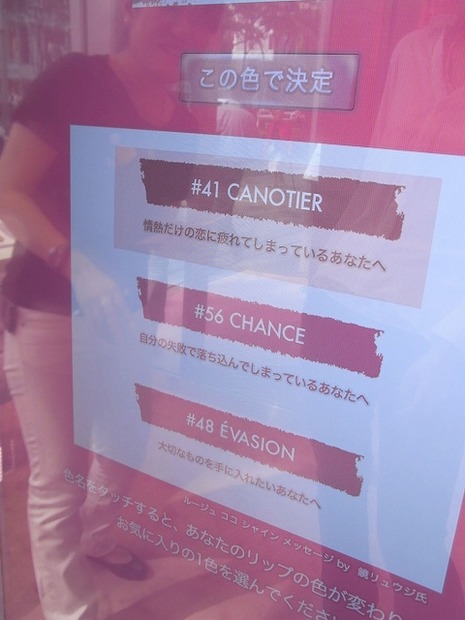 この色で決定
#41 CANOTIER
情熱だけの恋に疲れてしまっているあなたへ
#56 CHANCE
自分の失敗で落ち込んでしまっているあなたへ
#48 ÉVASION
大切なものを手に入れたいあなたへ
ルージュ ココ シャイン メッセージ by 鏡リュウジ氏
色名をタッチすると、あなたのリップの色が変わり
お気に入りの1色を選んでくださ